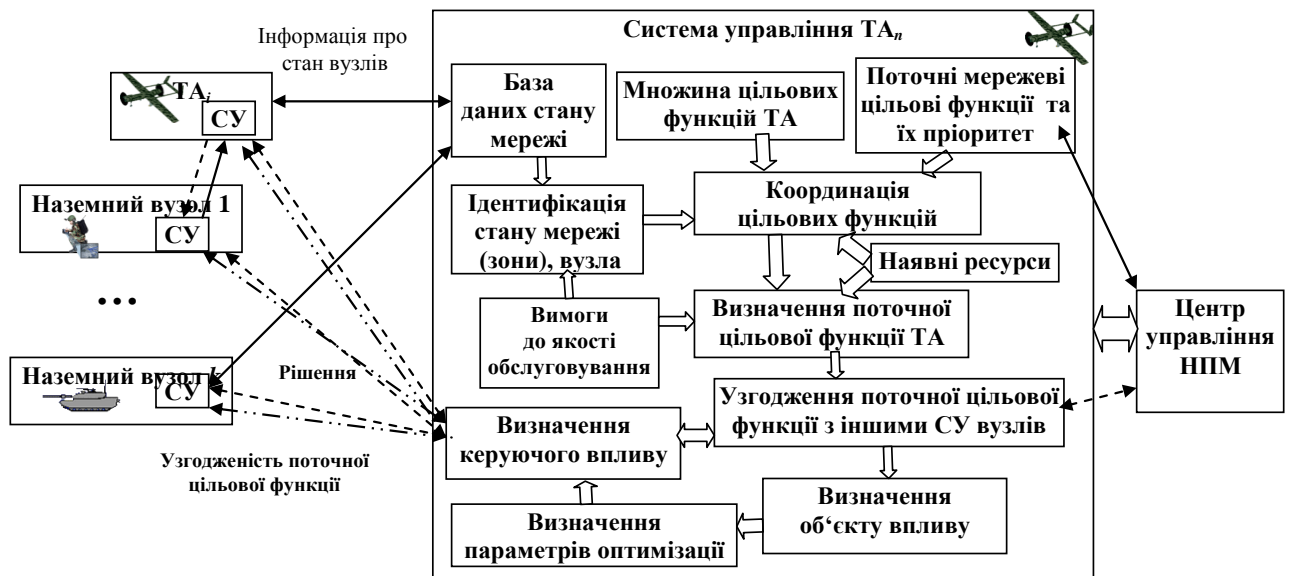 Система управління ТАn
Інформація про
стан вузлів
ТАi
СУ
База
даних стану
мережі
Множина цільових
функцій ТА
Поточні мережеві
цільові функції та
їх пріоритет
Наземний вузол 1
СУ
Ідентифікація
стану мережі
(зони), вузла
Координація
цільових функцій
Наявні ресурси
...
Вимоги
до якості
обслуговування
Визначення поточної
цільової функції ТА
Центр
управління
НПМ
Наземний вузол
СУ
Рішення
Узгодження поточної цільової
функції з іншими СУ вузлів
Визначення
керуючого впливу
Узгодженість поточної
цільової функції
Визначення
об‘єкту впливу
Визначення
параметрів оптимізації